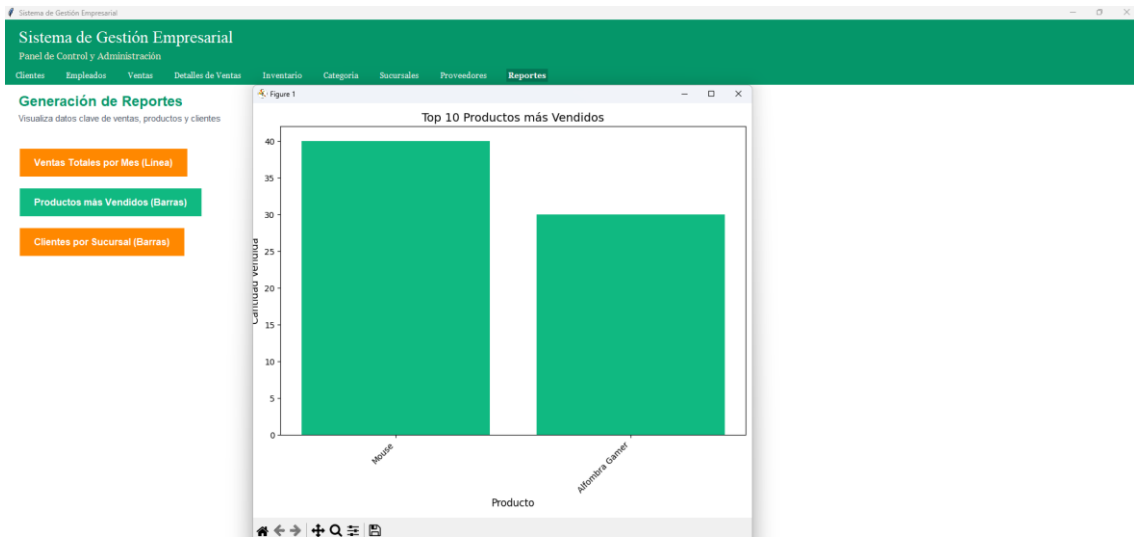 Sistema de Gestión Empresarial
Sistema de Gestión Empresarial
Panel de Control y Administración
Clientes Empleados Ventas Detalles de Ventas Inventario Categoría Sucursales Proveedores Reportes
Generación de Reportes
Visualiza datos clave de ventas, productos y clientes
Ventas Totales por Mes (Línea)
Productos más Vendidos (Barras)
Clientes por Sucursal (Barras)
Figure 1
Top 10 Productos más Vendidos
Cantidad Vendida
40
35
30
25
20
15
10
5
0
Mouse
Alfombra Gamer
Producto